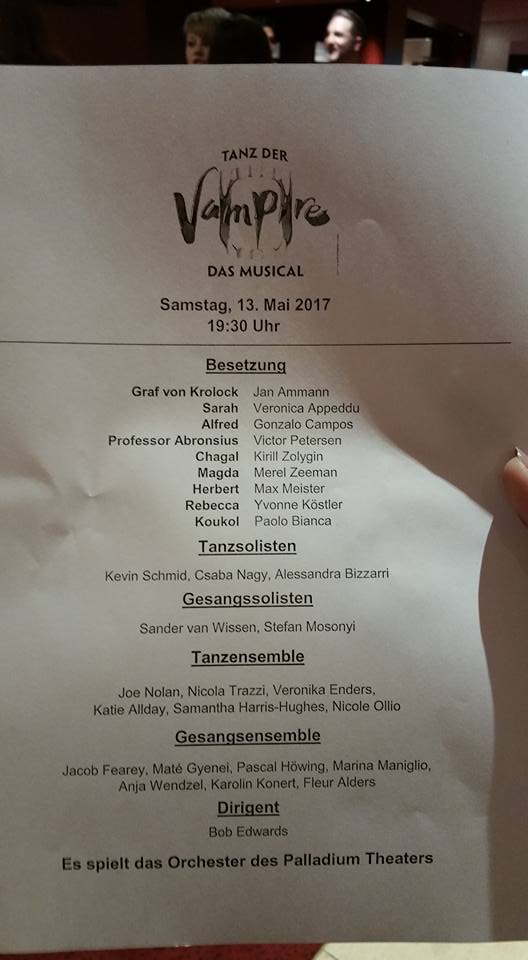 TANZ DER
Vampire
DAS MUSICAL
Samstag, 13. Mai 2017
19:30 Uhr
Besetzung
Graf von Krolock Jan Ammann
Sarah Veronica Appeddu
Alfred Gonzalo Campos
Professor Abronsius Victor Petersen
Chagal Kirill Zolygin
Magda Merel Zeeman
Herbert Max Meister
Rebecca Yvonne Köstler
Koukol Paolo Bianca
Tanzsolisten
Kevin Schmid, Csaba Nagy, Alessandra Bizzarri
Gesangssolisten
Sander van Wissen, Stefan Mosonyi
Tanzensemble
Joe Nolan, Nicola Trazzi, Veronika Enders,
Katie Allday, Samantha Harris-Hughes, Nicole Ollio
Gesangsensemble
Jacob Fearey, Maté Gyenei, Pascal Höwing, Marina Maniglio,
Anja Wendzel, Karolin Konert, Fleur Alders
Dirigent
Bob Edwards
Es spielt das Orchester des Palladium Theaters